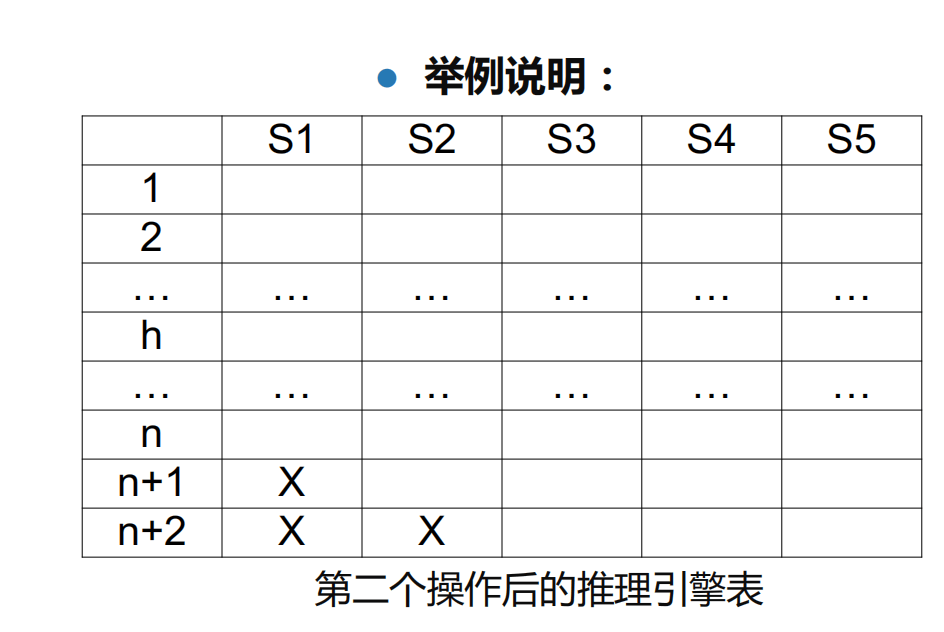 ● 举例说明：
S1 S2 S3 S4 S5
1
2
… … … … … …
h
… … … … … …
n
n+1 X
n+2 X X
第二个操作后的推理引擎表